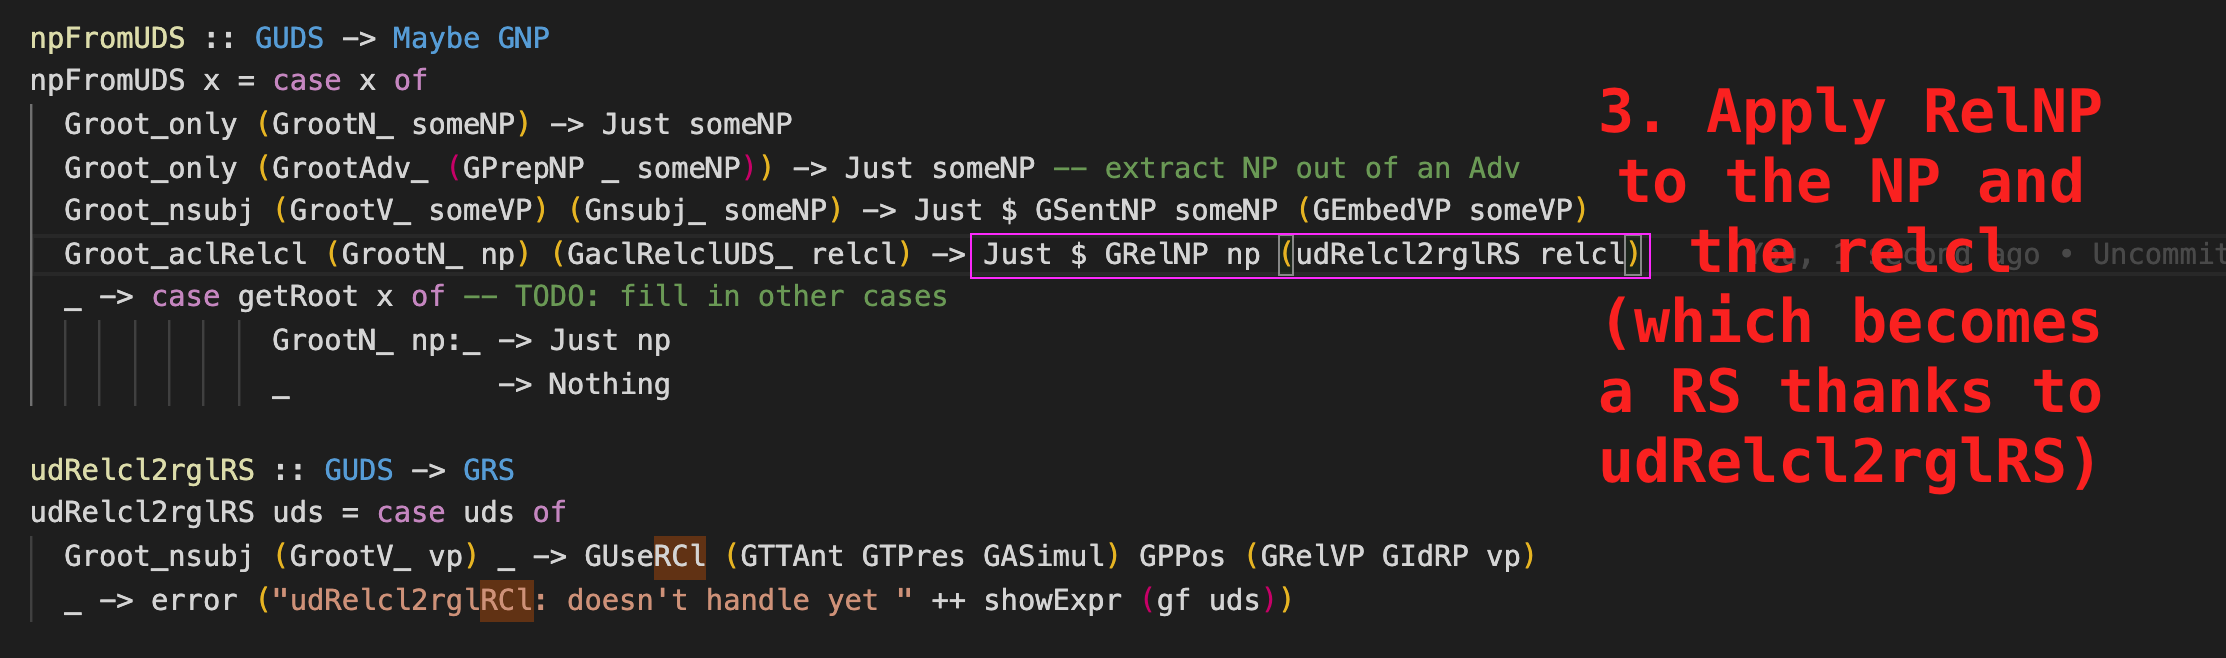 npFromUDS :: GUDS -> Maybe GNP
npFromUDS x = case x of
Groot_only (GrootN_ someNP) -> Just someNP
Groot_only (GrootAdv_ (GPrepNP _ someNP)) -> Just someNP -- extract NP out of an Adv
Groot_nsubj (GrootV_ someVP) (Gnsubj_ someNP) -> Just $ GSentNP someNP (GEmbedVP someVP)
Groot_aclRelcl (GrootN_ np) (GaclRelclUDS_ relcl) -> Just $ GRelNP np (udRelcl2rglRS relcl)
You, 1 second ago • Uncommit
_ -> case getRoot x of -- TODO: fill in other cases
GrootN_ np:_ -> Just np
_ -> Nothing
udRelcl2rglRS :: GUDS -> GRS
udRelcl2rglRS uds = case uds of
Groot_nsubj (GrootV_ vp) _ -> GUseRCl (GTTAnt GTPres GASimul) GPPos (GRelVP GIdRP vp)
_ -> error ("udRelcl2rglRCl: doesn't handle yet " ++ showExpr (gf uds))
3. Apply RelNP
to the NP and
the relcl
(which becomes
a RS thanks to
udRelcl2rglRS)